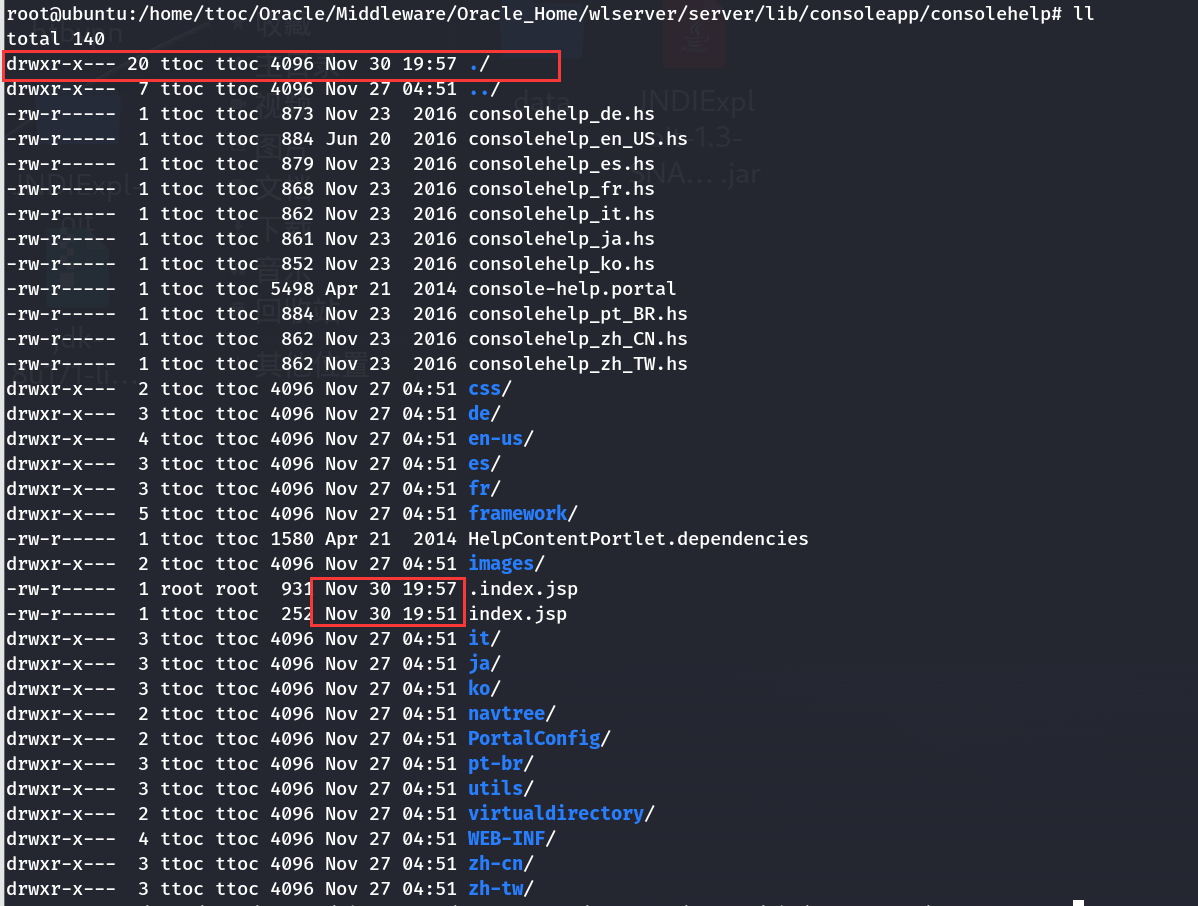 root@ubuntu:/home/ttoc/Oracle/Middleware/Oracle_Home/wlserver/server/lib/consoleapp/consolehelp# ll
total 140
drwxr-x--- 20 ttoc ttoc 4096 Nov 30 19:57 ./
drwxr-x---  7 ttoc ttoc 4096 Nov 27 04:51 ../
-rw-r-----  1 ttoc ttoc  873 Nov 23  2016 consolehelp_de.hs
-rw-r-----  1 ttoc ttoc  884 Jun 20  2016 consolehelp_en_US.hs
-rw-r-----  1 ttoc ttoc  879 Nov 23  2016 consolehelp_es.hs
-rw-r-----  1 ttoc ttoc  868 Nov 23  2016 consolehelp_fr.hs
-rw-r-----  1 ttoc ttoc  862 Nov 23  2016 consolehelp_it.hs
-rw-r-----  1 ttoc ttoc  861 Nov 23  2016 consolehelp_ja.hs
-rw-r-----  1 ttoc ttoc  852 Nov 23  2016 consolehelp_ko.hs
-rw-r-----  1 ttoc ttoc 5498 Apr 21  2014 console-help.portal
-rw-r-----  1 ttoc ttoc  884 Nov 23  2016 consolehelp_pt_BR.hs
-rw-r-----  1 ttoc ttoc  862 Nov 23  2016 consolehelp_zh_CN.hs
-rw-r-----  1 ttoc ttoc  862 Nov 23  2016 consolehelp_zh_TW.hs
drwxr-x---  2 ttoc ttoc 4096 Nov 27 04:51 css/
drwxr-x---  3 ttoc ttoc 4096 Nov 27 04:51 de/
drwxr-x---  4 ttoc ttoc 4096 Nov 27 04:51 en-us/
drwxr-x---  3 ttoc ttoc 4096 Nov 27 04:51 es/
drwxr-x---  3 ttoc ttoc 4096 Nov 27 04:51 fr/
drwxr-x---  5 ttoc ttoc 4096 Nov 27 04:51 framework/
-rw-r-----  1 ttoc ttoc 1580 Apr 21  2014 HelpContentPortlet.dependencies
drwxr-x---  2 ttoc ttoc 4096 Nov 27 04:51 images/
-rw-r-----  1 root root  931 Nov 30 19:57 .index.jsp
-rw-r-----  1 ttoc ttoc  252 Nov 30 19:51 index.jsp
drwxr-x---  3 ttoc ttoc 4096 Nov 27 04:51 it/
drwxr-x---  3 ttoc ttoc 4096 Nov 27 04:51 ja/
drwxr-x---  3 ttoc ttoc 4096 Nov 27 04:51 ko/
drwxr-x---  2 ttoc ttoc 4096 Nov 27 04:51 navtree/
drwxr-x---  2 ttoc ttoc 4096 Nov 27 04:51 PortalConfig/
drwxr-x---  3 ttoc ttoc 4096 Nov 27 04:51 pt-br/
drwxr-x---  3 ttoc ttoc 4096 Nov 27 04:51 utils/
drwxr-x---  2 ttoc ttoc 4096 Nov 27 04:51 virtualdirectory/
drwxr-x---  4 ttoc ttoc 4096 Nov 27 04:51 WEB-INF/
drwxr-x---  3 ttoc ttoc 4096 Nov 27 04:51 zh-cn/
drwxr-x---  3 ttoc ttoc 4096 Nov 27 04:51 zh-tw/